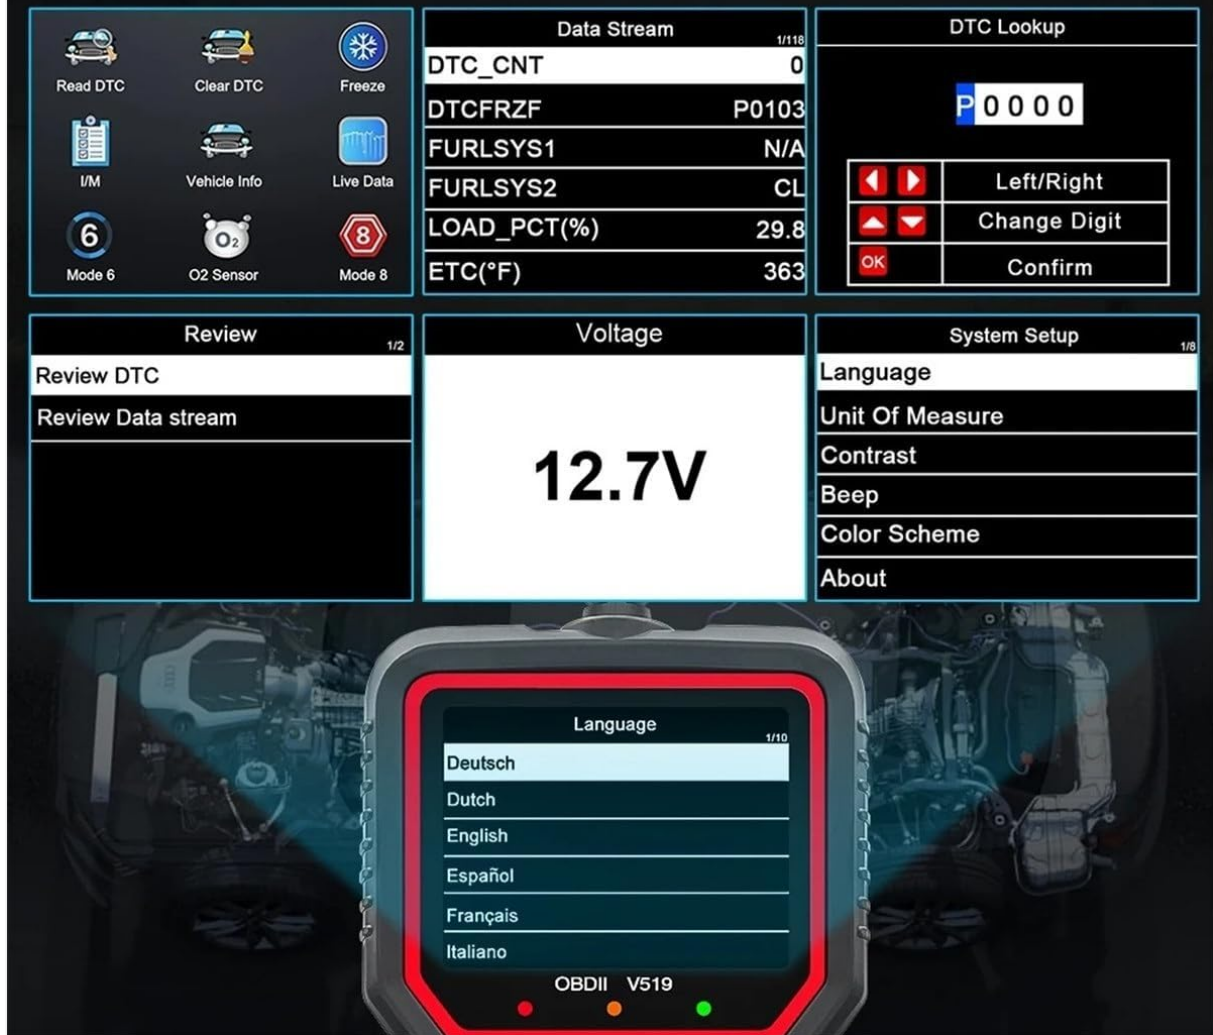 Read DTC
Clear DTC
Freeze
I/M
Vehicle Info
Live Data
6
O2
8
Mode 6
O2 Sensor
Mode 8
Data Stream
1/118
DTC_CNT 0
DTCFRZF P0103
FURLSYS1 N/A
FURLSYS2 CL
LOAD_PCT(%) 29.8
ETC(°F) 363
DTC Lookup
P0000
Left/Right
Change Digit
OK Confirm
Review
1/2
Review DTC
Review Data stream
Voltage
12.7V
System Setup
1/8
Language
Unit Of Measure
Contrast
Beep
Color Scheme
About
Language
1/10
Deutsch
Dutch
English
Español
Français
Italiano
OBDII V519